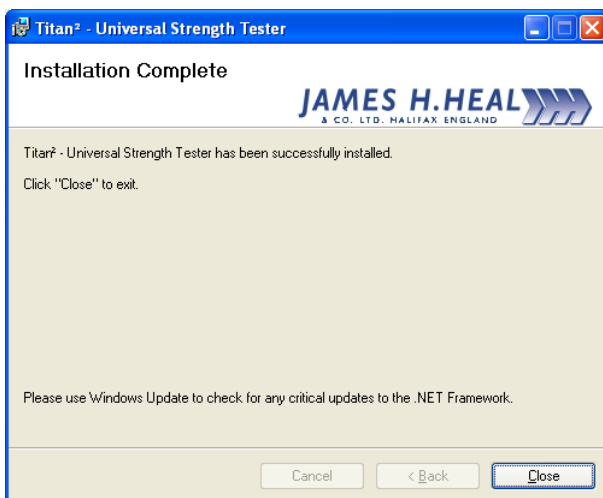 Titan² - Universal Strength Tester
Installation Complete
JAMES H.HEAL
& CO. LTD. HALIFAX ENGLAND
Titan² - Universal Strength Tester has been successfully installed.
Click "Close" to exit.
Please use Windows Update to check for any critical updates to the .NET Framework.
Cancel < Back Close